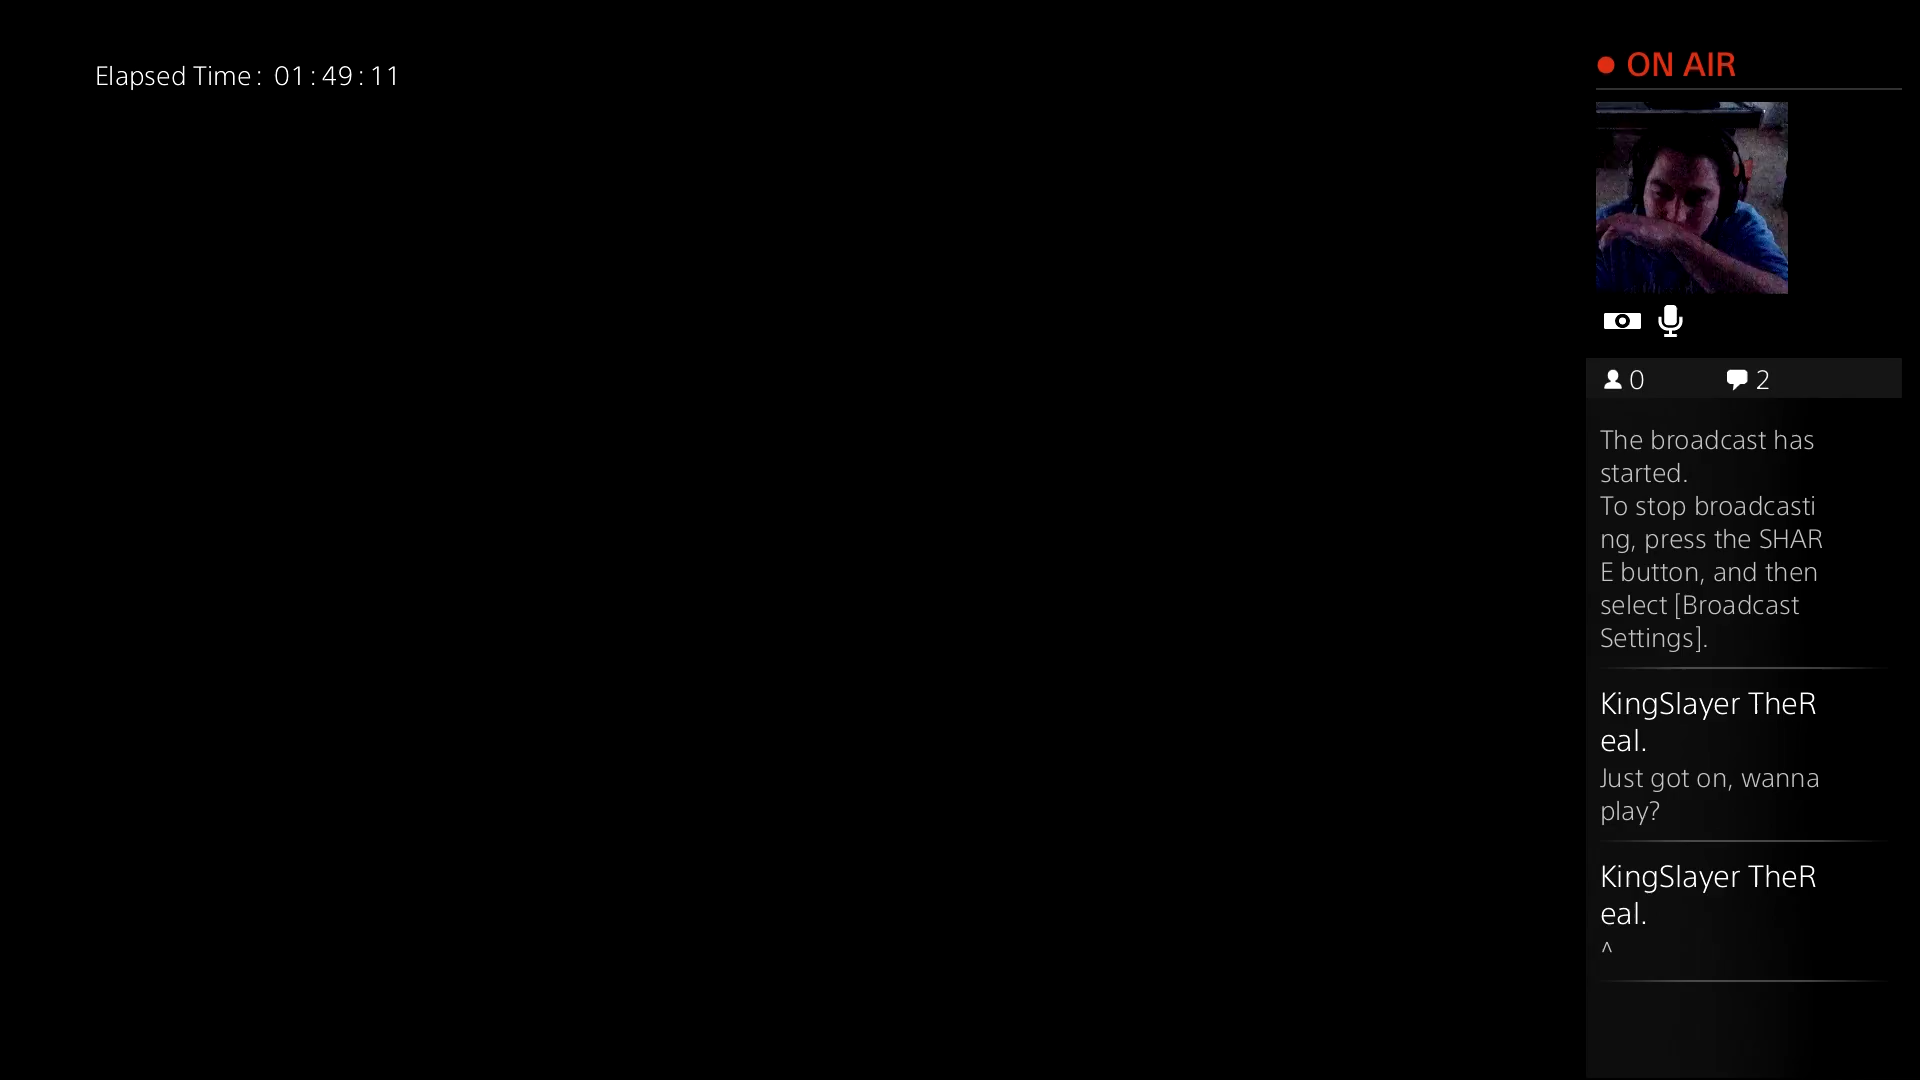 Elapsed Time: 01:49:11
ON AIR
0 2
The broadcast has
started.
To stop broadcasti
ng, press the SHAR
E button, and then
select [Broadcast
Settings].
KingSlayer TheR
eal.
Just got on, wanna
play?
KingSlayer TheR
eal.
^